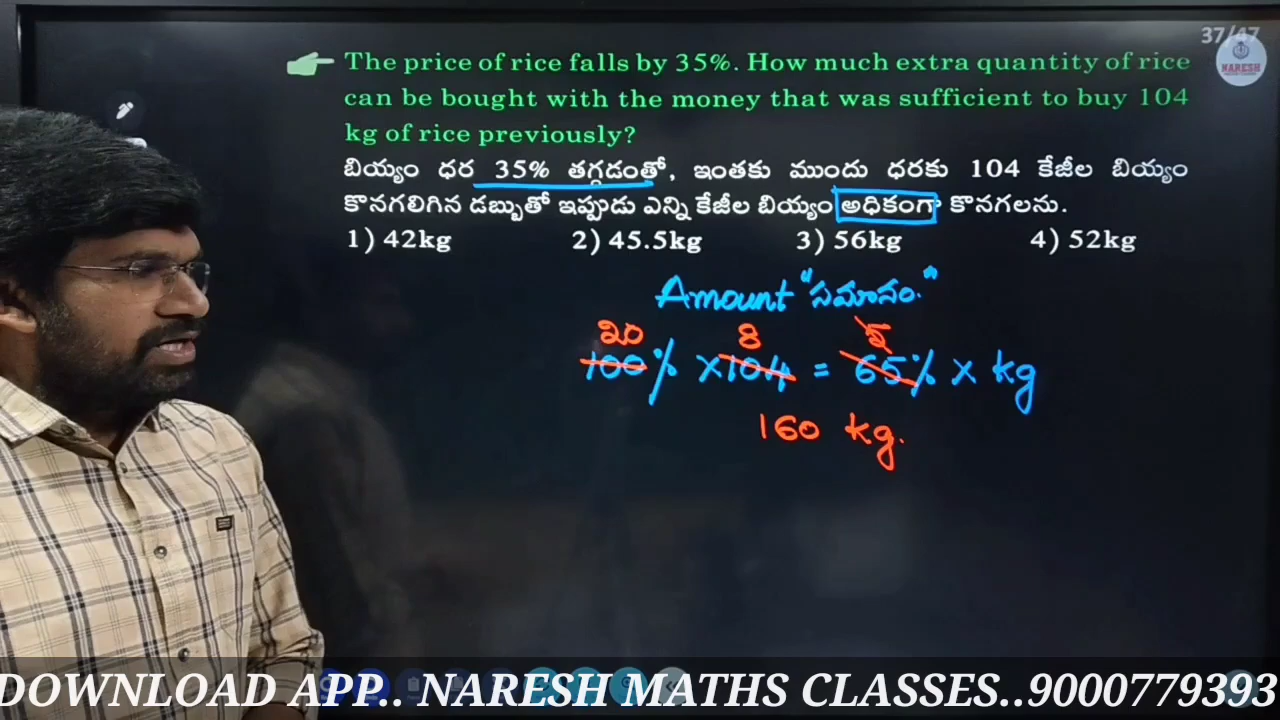 37/47
NARESH
The price of rice falls by 35%. How much extra quantity of rice
can be bought with the money that was sufficient to buy 104
kg of rice previously?
బియ్యం ధర 35% తగ్గడంతో, ఇంతకు ముందు ధరకు 104 కేజీల బియ్యం
కొనగలిగిన డబ్బుతో ఇప్పుడు ఎన్ని కేజీల బియ్యం అధికంగా కొనగలను.
1) 42kg 2) 45.5kg 3) 56kg 4) 52kg
Amount "సమానం."
20 8 5
100% × 104 = 65% × kg
160 kg.
DOWNLOAD APP.. NARESH MATHS CLASSES..9000779393